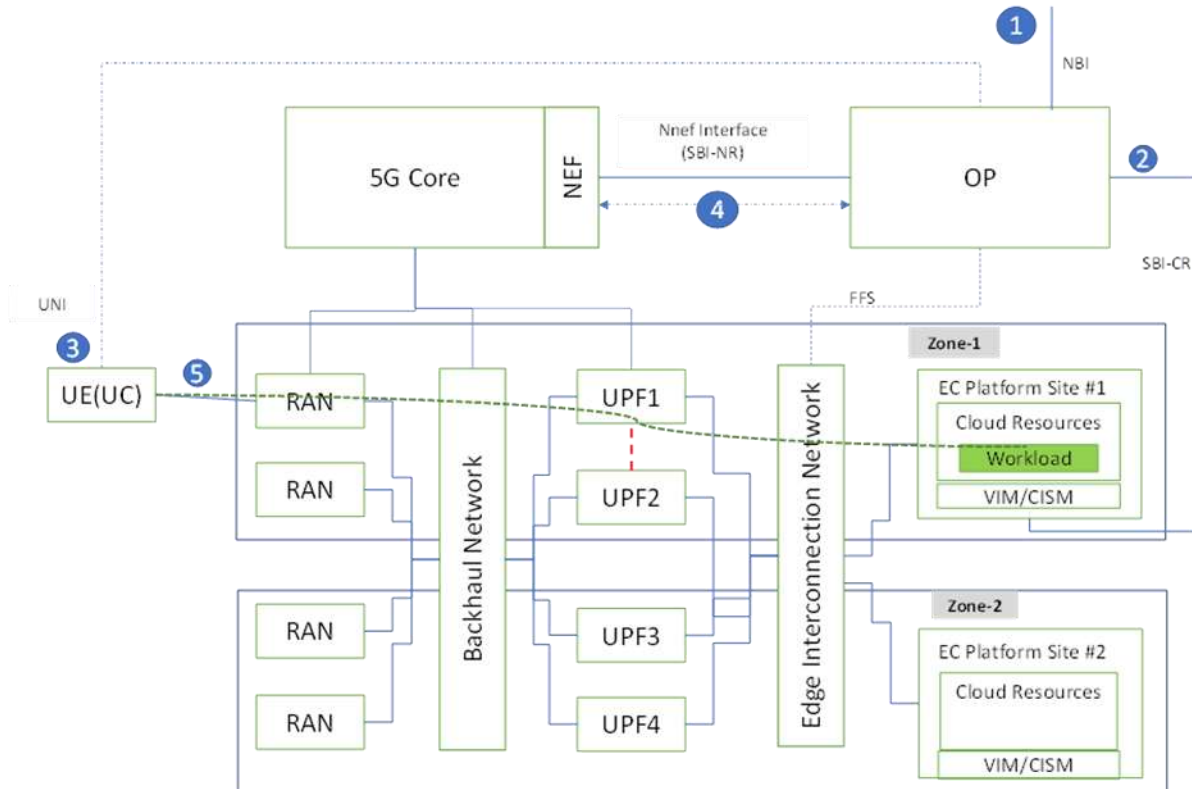 1
NBI
Nnef Interface
(SBI-NR)
5G Core
NEF
OP
2
4
SBI-CR
UNI
FFS
3
Zone-1
5
UE(UC)
RAN
UPF1
EC Platform Site #1
Cloud Resources
Workload
RAN
UPF2
VIM/CISM
Backhaul Network
Edge Interconnection Network
Zone-2
RAN
UPF3
EC Platform Site #2
Cloud Resources
RAN
UPF4
VIM/CISM